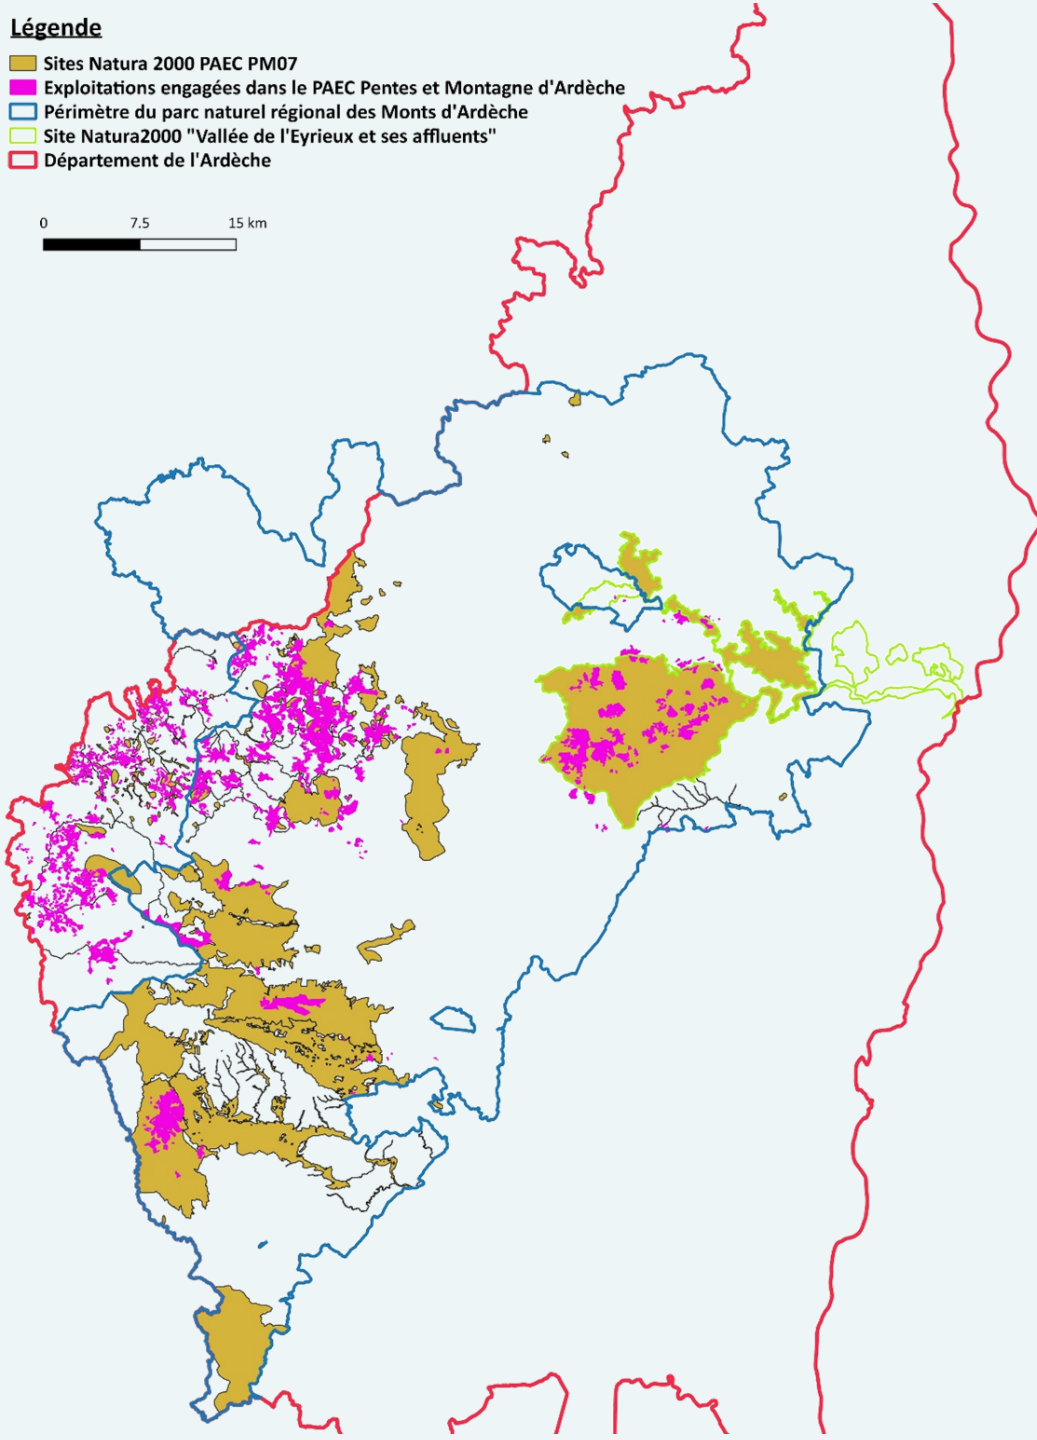 Légende
Sites Natura 2000 PAEC PM07
Exploitations engagées dans le PAEC Pentes et Montagne d'Ardèche
Périmètre du parc naturel régional des Monts d'Ardèche
Site Natura2000 "Vallée de l'Eyrieux et ses affluents"
Département de l'Ardèche
0 7.5 15 km